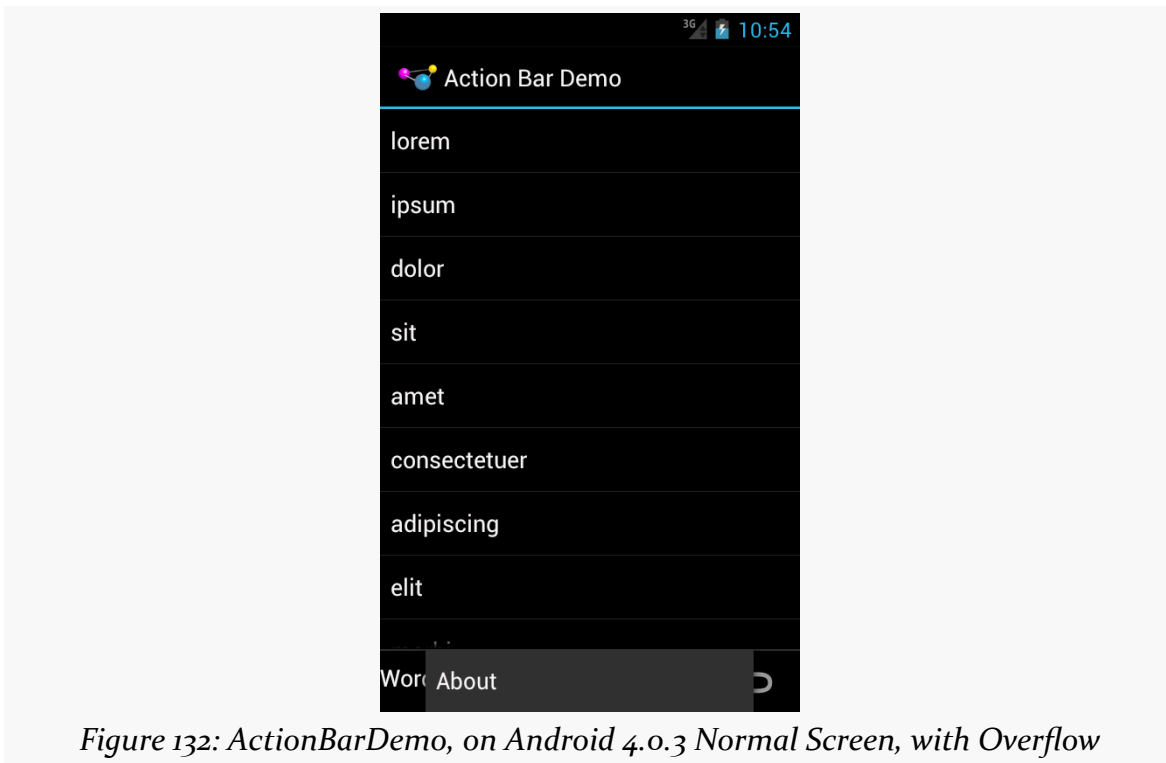 3G 10:54
Action Bar Demo
lorem
ipsum
dolor
sit
amet
consectetuer
adipiscing
elit
About
Figure 132: ActionBarDemo, on Android 4.0.3 Normal Screen, with Overflow